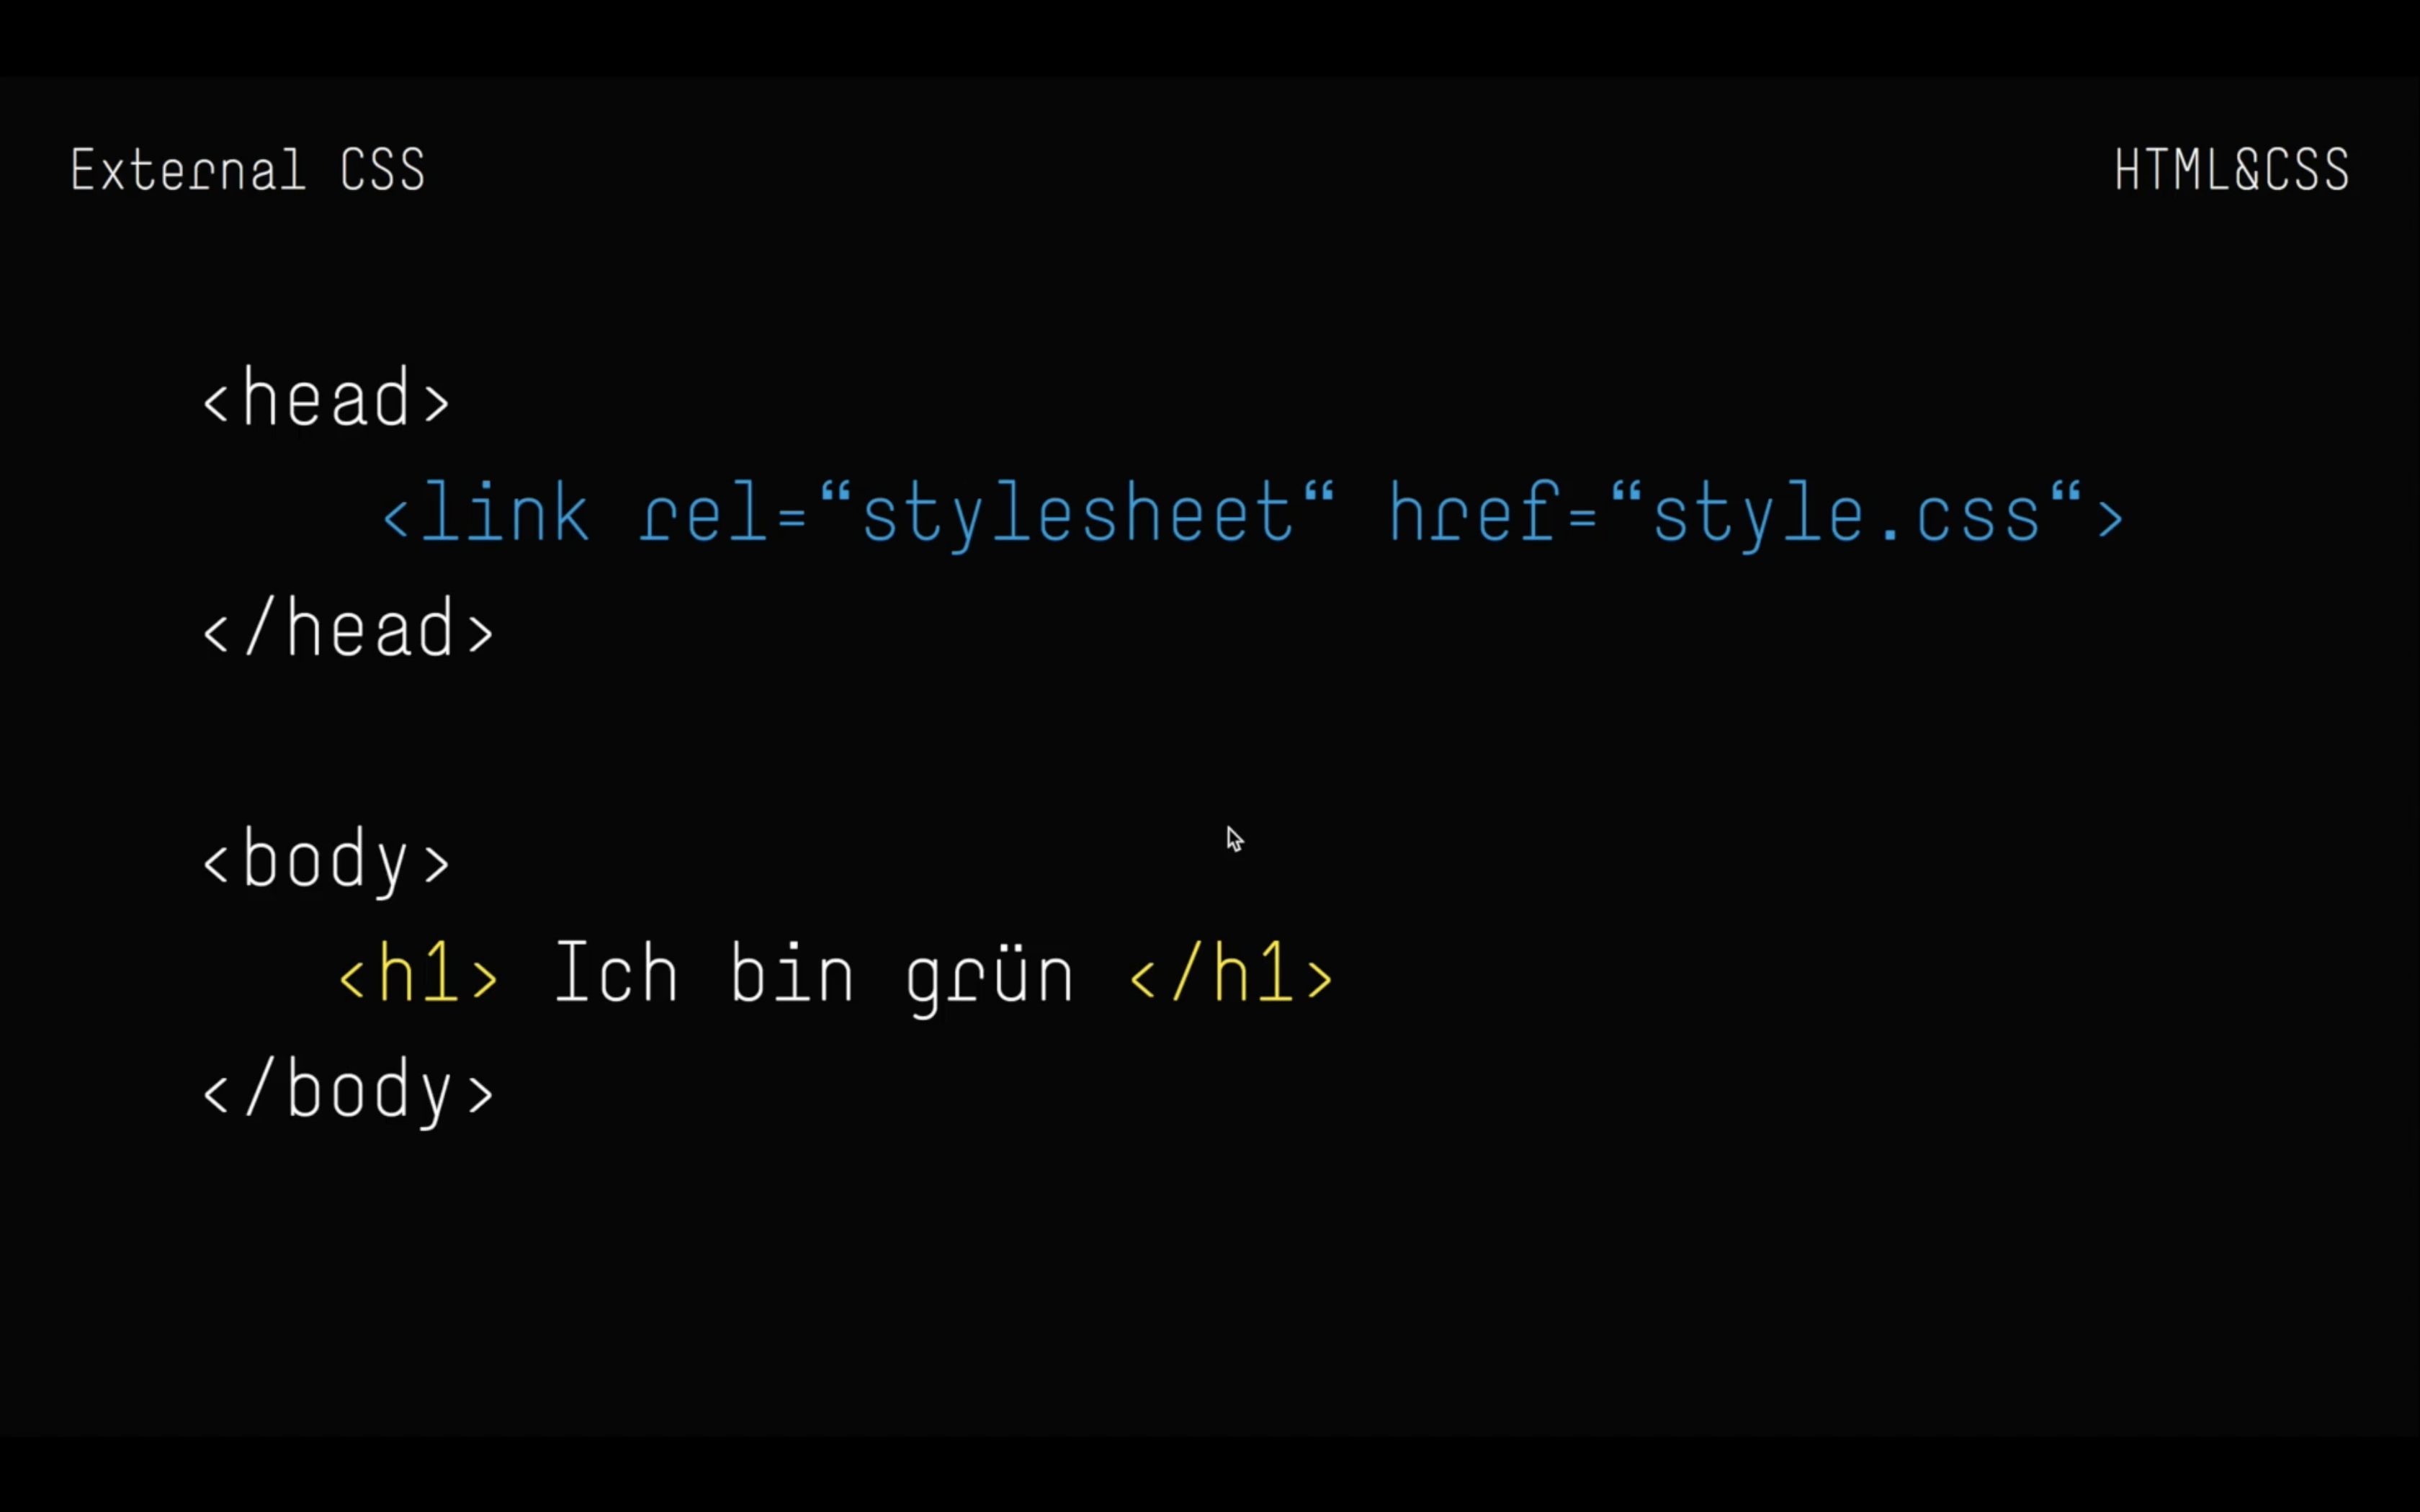 External CSS
HTML&CSS
<head>
<link rel=“stylesheet“ href=“style.css“>
</head>
<body>
<h1> Ich bin grün </h1>
</body>